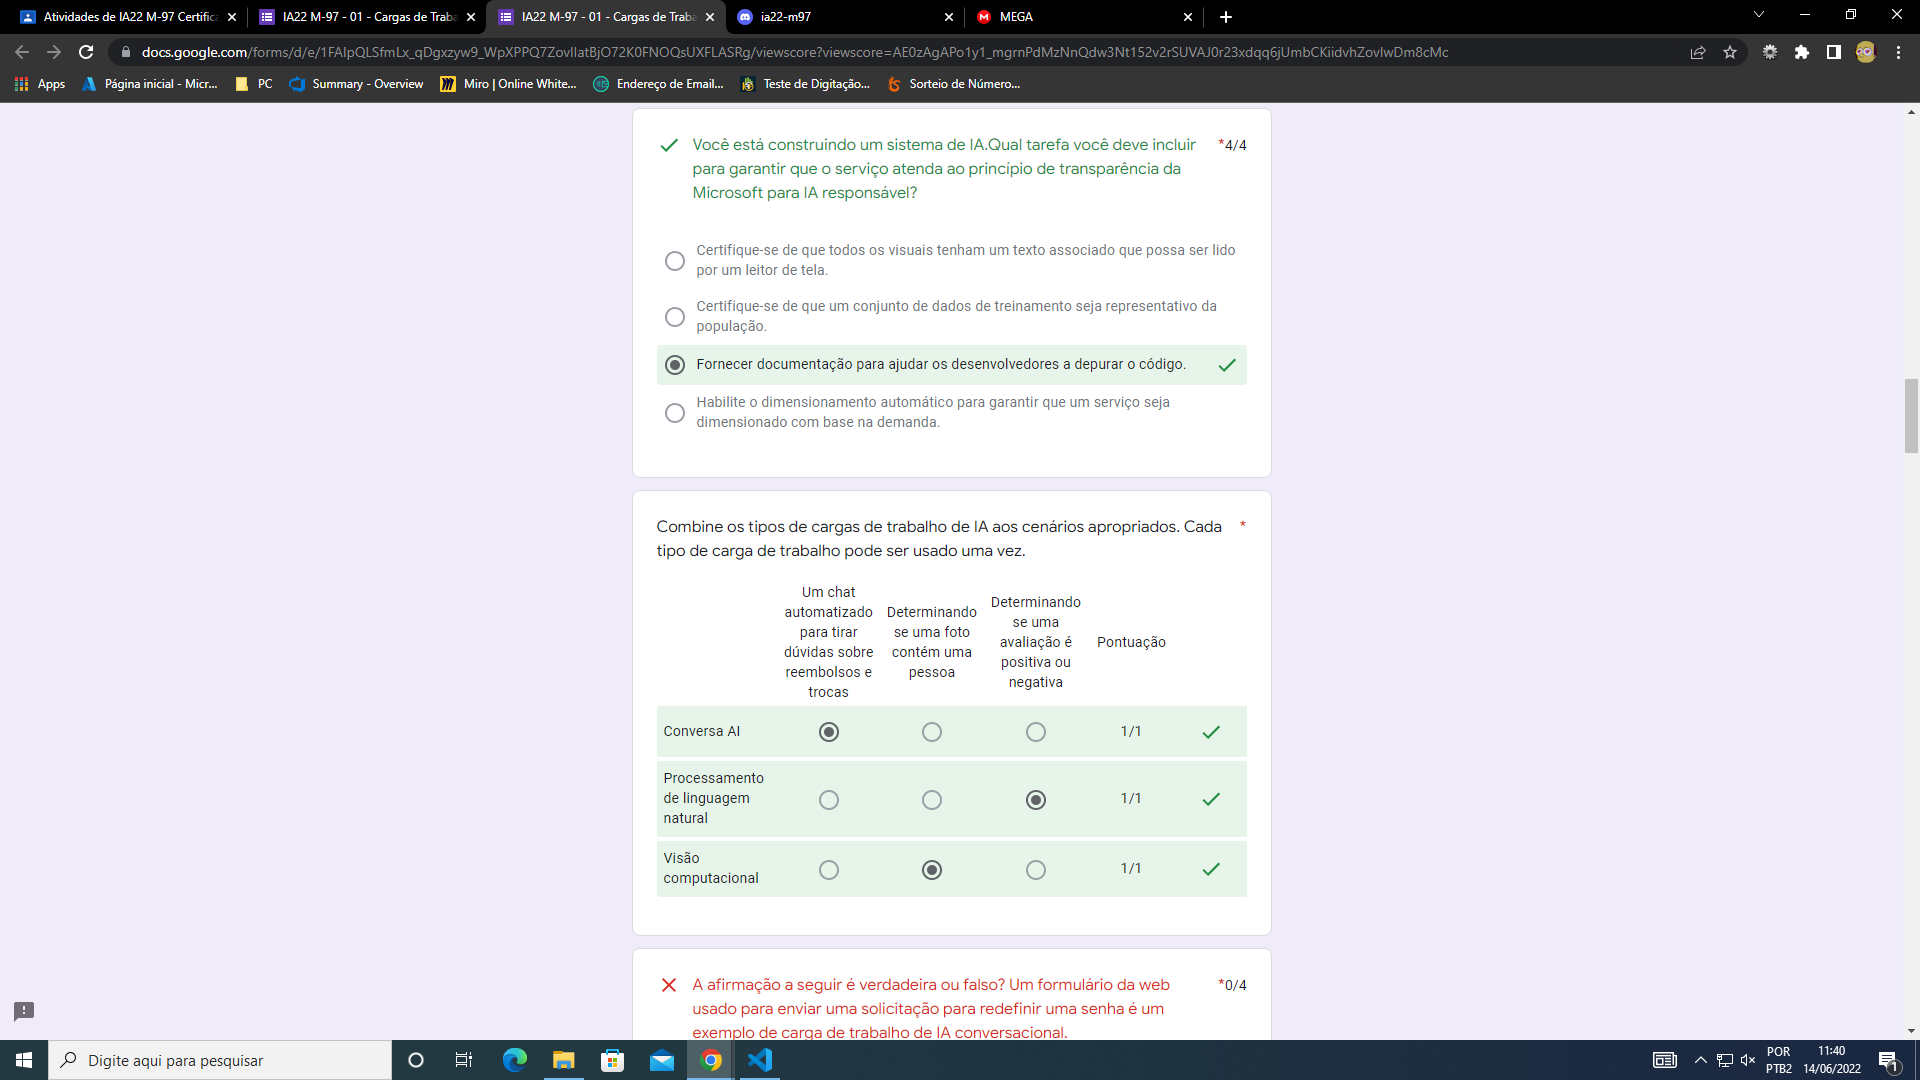 Atividades de IA22 M-97 Certifica
IA22 M-97 - 01 - Cargas de Traba
IA22 M-97 - 01 - Cargas de Traba
ia22-m97
MEGA
docs.google.com/forms/d/e/1FAIpQLSfmLx_qDgxzyw9_WpXPPQ7ZovIIatBjO72K0FNOQsUXFLASRg/viewscore?viewscore=AE0zAgAPo1y1_mgrnPdMzNnQdw3Nt152v2rSUVAJ0r23xdqq6jUmbCKiidvhZovIwDm8cMc
Apps
Página inicial - Micr...
PC
Summary - Overview
Miro | Online White...
Endereço de Email...
Teste de Digitação...
Sorteio de Número...
Você está construindo um sistema de IA.Qual tarefa você deve incluir
*4/4
para garantir que o serviço atenda ao princípio de transparência da
Microsoft para IA responsável?
Certifique-se de que todos os visuais tenham um texto associado que possa ser lido
por um leitor de tela.
Certifique-se de que um conjunto de dados de treinamento seja representativo da
população.
Fornecer documentação para ajudar os desenvolvedores a depurar o código.
Habilite o dimensionamento automático para garantir que um serviço seja
dimensionado com base na demanda.
Combine os tipos de cargas de trabalho de IA aos cenários apropriados. Cada *
tipo de carga de trabalho pode ser usado uma vez.
Um chat
automatizado
para tirar
dúvidas sobre
reembolsos e
trocas
Determinando
se uma foto
contém uma
pessoa
Determinando
se uma
avaliação é
positiva ou
negativa
Pontuação
Conversa AI
1/1
Processamento
de linguagem
natural
1/1
Visão
computacional
1/1
A afirmação a seguir é verdadeira ou falso? Um formulário da web
*0/4
usado para enviar uma solicitação para redefinir uma senha é um
exemplo de carga de trabalho de IA conversacional.
Digite aqui para pesquisar
POR
PTB2
11:40
14/06/2022
1